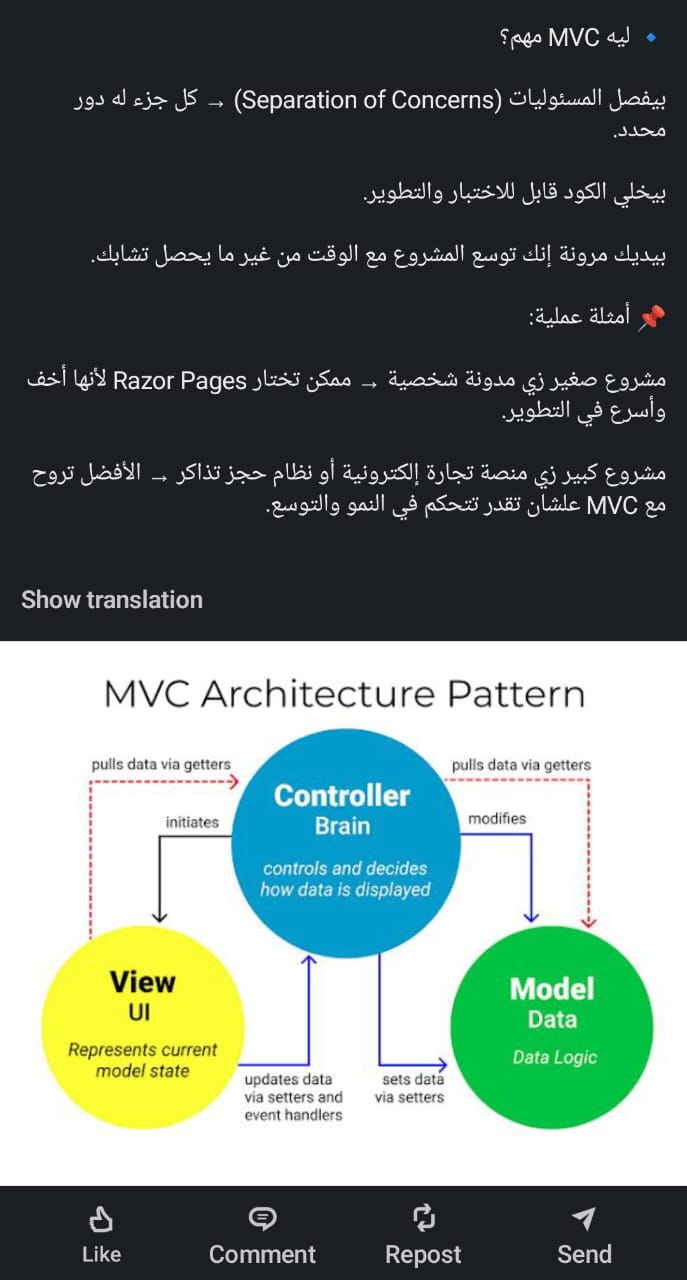 🔹 ليه MVC مهم؟
بيفصل المسئوليات (Separation of Concerns) → كل جزء له دور
محدد.
بيخلي الكود قابل للاختبار والتطوير.
بيديك مرونة إنك توسع المشروع مع الوقت من غير ما يحصل تشابك.
📌 أمثلة عملية:
مشروع صغير زي مدونة شخصية → ممكن تختار Razor Pages لأنها أخف
وأسرع في التطوير.
مشروع كبير زي منصة تجارة إلكترونية أو نظام حجز تذاكر → الأفضل تروح
مع MVC علشان تقدر تتحكم في النمو والتوسع.
Show translation
MVC Architecture Pattern
pulls data via getters
pulls data via getters
initiates
modifies
Controller
Brain
controls and decides
how data is displayed
View
UI
Represents current
model state
Model
Data
Data Logic
updates data
via setters and
event handlers
sets data
via setters
Like
Comment
Repost
Send